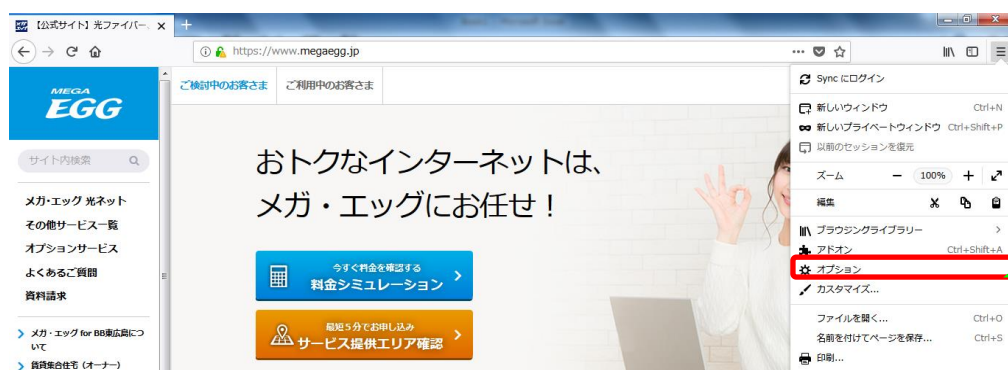 【公式サイト】光ファイバー、
https://www.megaegg.jp
MEGA
EGG
サイト内検索
メガ・エッグ 光ネット
その他サービス一覧
オプションサービス
よくあるご質問
資料請求
メガ・エッグ for BB東広島につ
いて
賃貸集合住宅（オーナー）
ご検討中のお客さま
ご利用中のお客さま
おトクなインターネットは、
メガ・エッグにお任せ！
今すぐ料金を確認する
料金シミュレーション
最短5分でお申し込み
サービス提供エリア確認
Sync にログイン
新しいウィンドウ Ctrl+N
新しいプライベートウィンドウ Ctrl+Shift+P
以前のセッションを復元
ズーム 100%
編集
ブラウジングライブラリー
アドオン Ctrl+Shift+A
オプション
カスタマイズ...
ファイルを開く... Ctrl+O
名前を付けてページを保存... Ctrl+S
印刷...